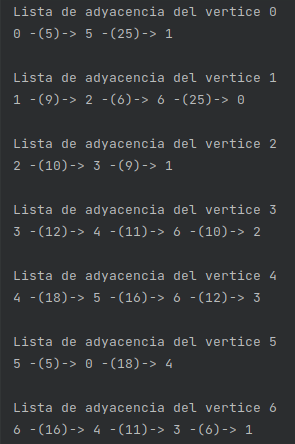 Lista de adyacencia del vertice 0
0 -(5)-> 5 -(25)-> 1
Lista de adyacencia del vertice 1
1 -(9)-> 2 -(6)-> 6 -(25)-> 0
Lista de adyacencia del vertice 2
2 -(10)-> 3 -(9)-> 1
Lista de adyacencia del vertice 3
3 -(12)-> 4 -(11)-> 6 -(10)-> 2
Lista de adyacencia del vertice 4
4 -(18)-> 5 -(16)-> 6 -(12)-> 3
Lista de adyacencia del vertice 5
5 -(5)-> 0 -(18)-> 4
Lista de adyacencia del vertice 6
6 -(16)-> 4 -(11)-> 3 -(6)-> 1